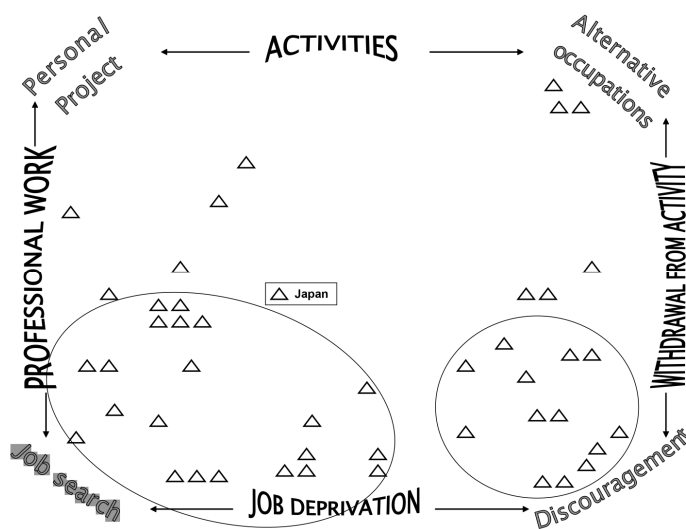 Personal
Project
ACTIVITIES
Alternative
occupations
PROFESSIONAL WORK
WITHDRAWAL FROM ACTIVITY
Japan
Job search
JOB DEPRIVATION
Discouragement